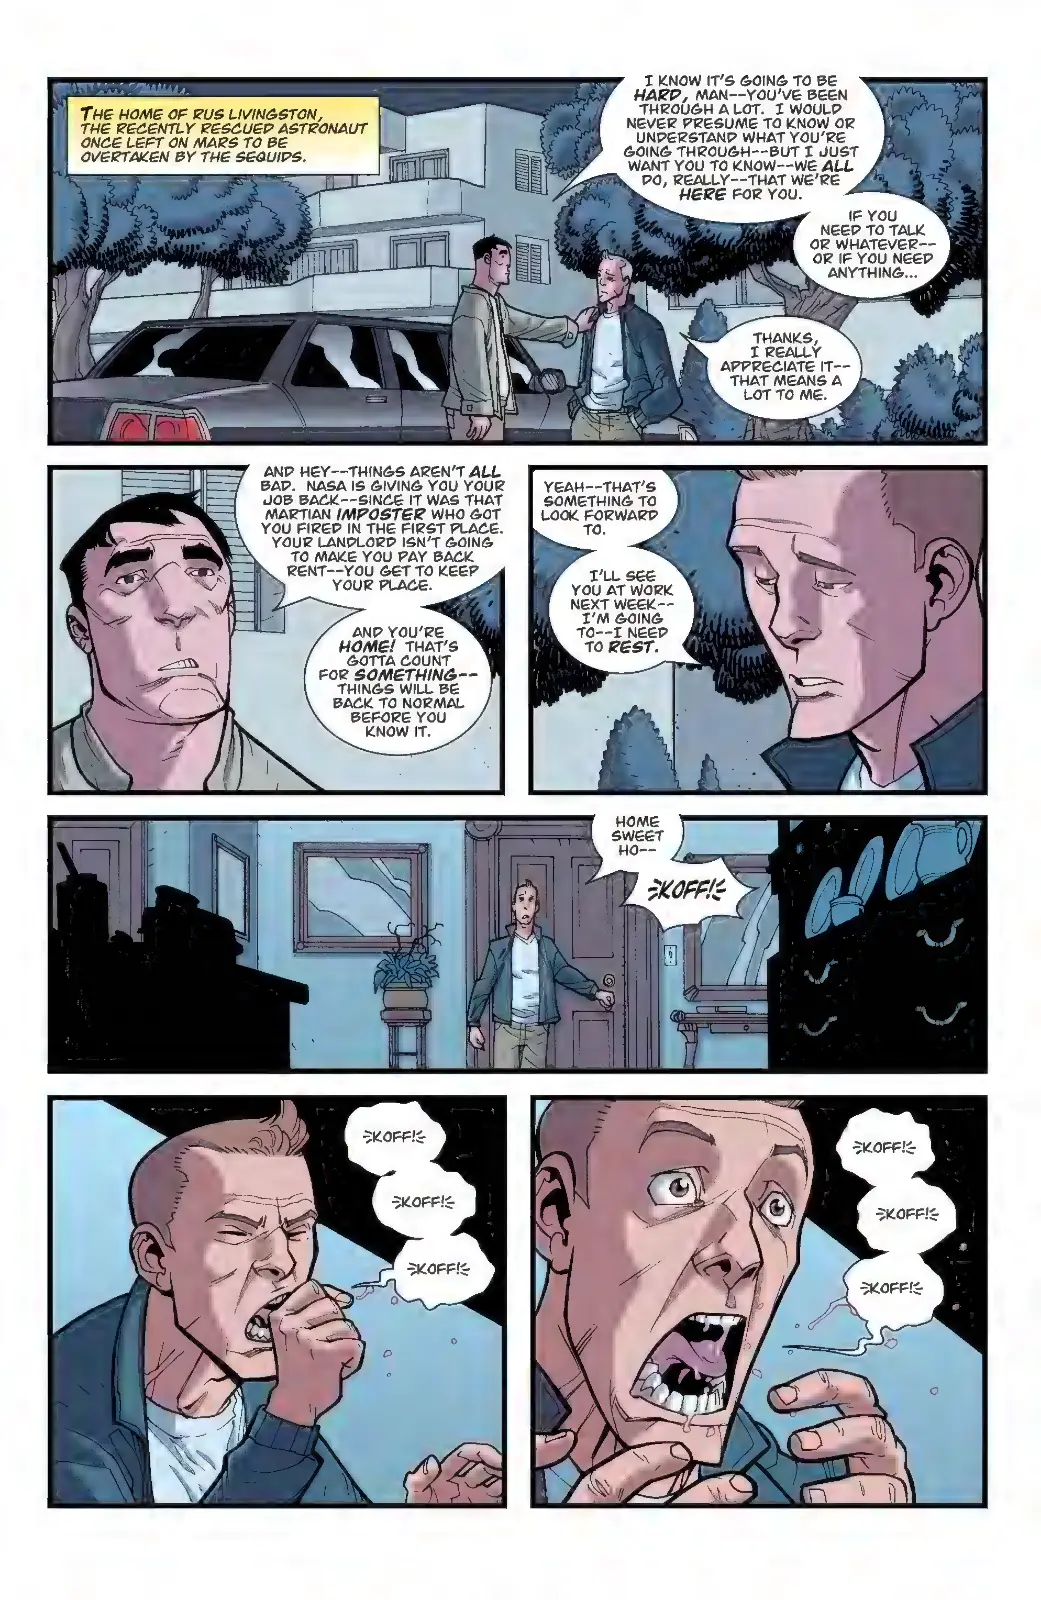 THE HOME OF RUS LIVINGSTON,
THE RECENTLY RESCUED ASTRONAUT
ONCE LEFT ON MARS TO BE
OVERTAKEN BY THE SEQUIDS.
I KNOW IT'S GOING TO BE
HARD, MAN--YOU'VE BEEN
THROUGH A LOT. I WOULD
NEVER PRESUME TO KNOW OR
UNDERSTAND WHAT YOU'RE
GOING THROUGH--BUT I JUST
WANT YOU TO KNOW--WE ALL
DO, REALLY--THAT WE'RE
HERE FOR YOU.
IF YOU
NEED TO TALK
OR WHATEVER--
OR IF YOU NEED
ANYTHING...
THANKS,
I REALLY
APPRECIATE IT--
THAT MEANS A
LOT TO ME.
AND HEY--THINGS AREN'T ALL
BAD. NASA IS GIVING YOU YOUR
JOB BACK--SINCE IT WAS THAT
MARTIAN IMPOSTER WHO GOT
YOU FIRED IN THE FIRST PLACE.
YOUR LANDLORD ISN'T GOING
TO MAKE YOU PAY BACK
RENT--YOU GET TO KEEP
YOUR PLACE.
AND YOU'RE
HOME! THAT'S
GOTTA COUNT
FOR SOMETHING--
THINGS WILL BE
BACK TO NORMAL
BEFORE YOU
KNOW IT.
YEAH--THAT'S
SOMETHING TO
LOOK FORWARD
TO.
I'LL SEE
YOU AT WORK
NEXT WEEK--
I'M GOING
TO--I NEED
TO REST.
HOME
SWEET
HO--
KOFF!
KOFF!
KOFF!
KOFF!
KOFF!
KOFF!
KOFF!